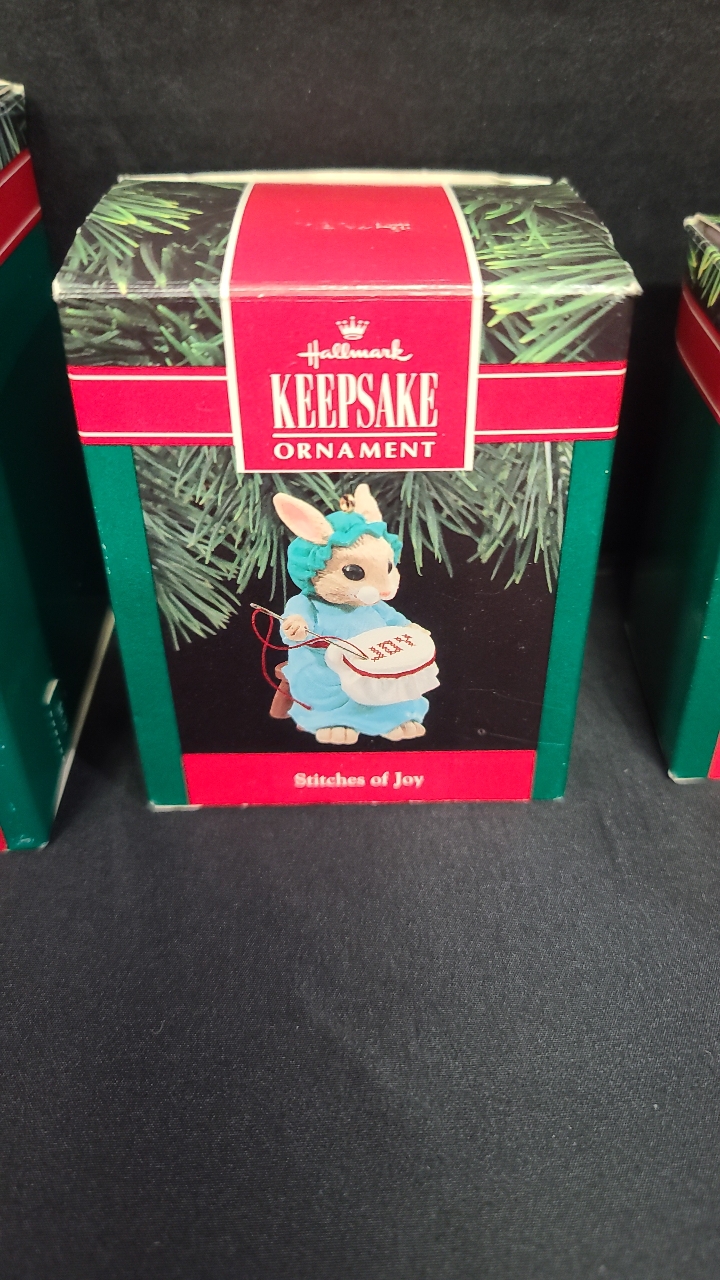 Hallmark
KEEPSAKE
ORNAMENT
JOY
Stitches of Joy